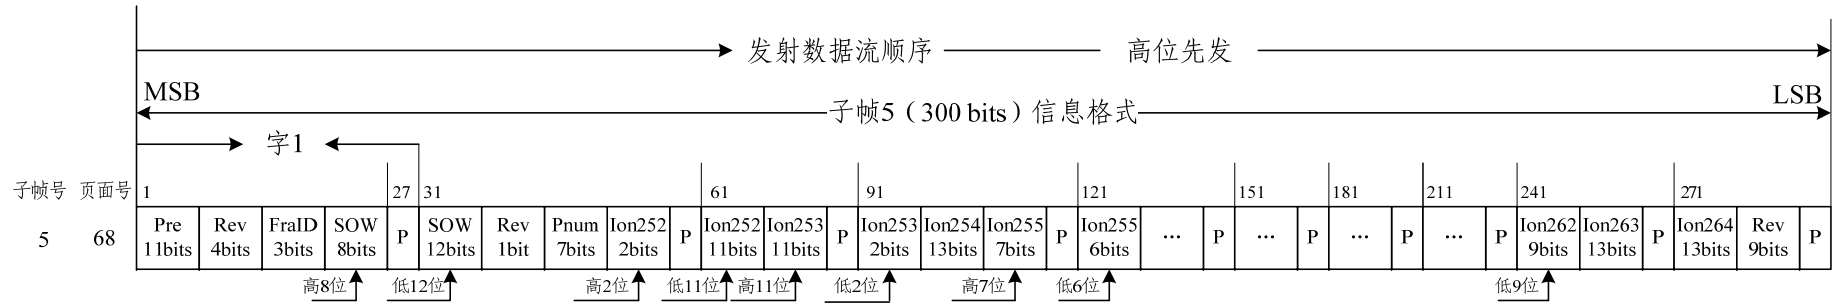 发射数据流顺序 高位先发
MSB LSB
子帧5（300 bits）信息格式
字1
子帧号 页面号 1 27 31 61 91 121 151 181 211 241 271
5 68 Pre 11bits Rev 4bits FraID 3bits SOW 8bits P SOW 12bits Rev 1bit Pnum 7bits Ion252 2bits P Ion252 11bits Ion253 11bits P Ion253 2bits Ion254 13bits Ion255 7bits P Ion255 6bits … P … P … P … P Ion262 9bits Ion263 13bits P Ion264 13bits Rev 9bits P
高8位 低12位 高2位 低11位 高11位 低2位 高7位 低6位 低9位